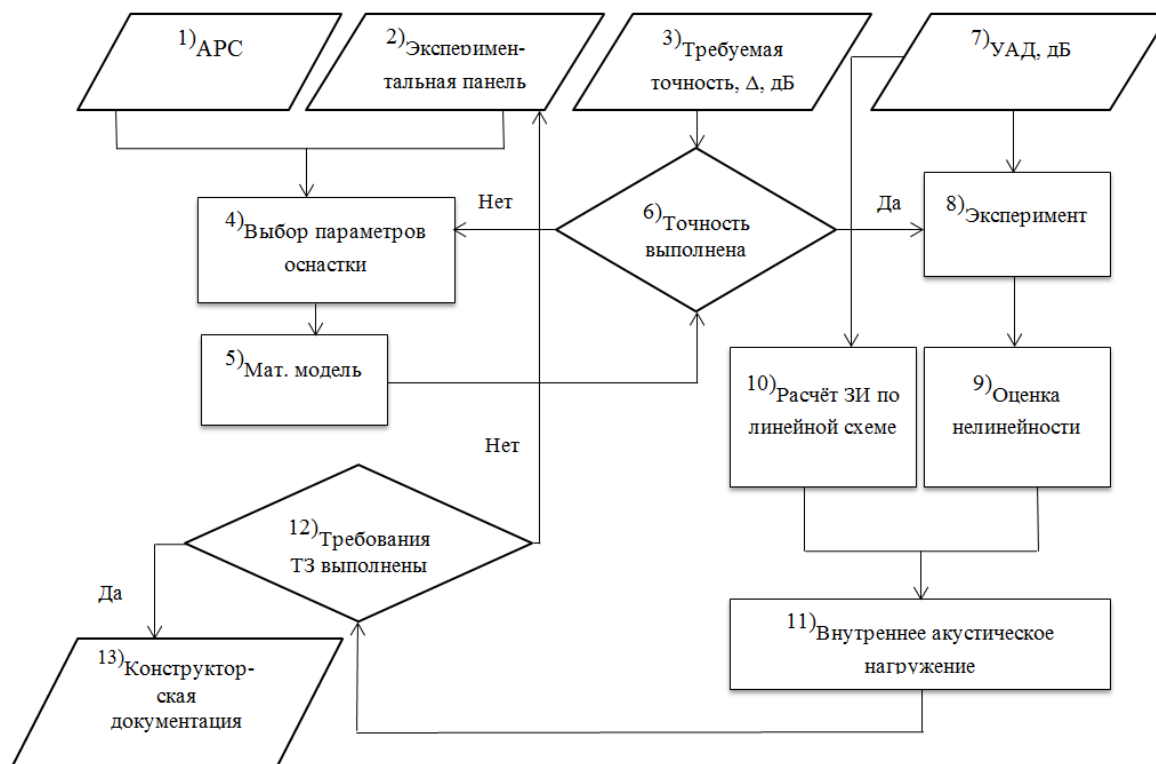 1) АРС
2) Эксперимен-
тальная панель
3) Требуемая
точность, Δ, дБ
7) УАД, дБ
4) Выбор параметров
оснастки
Нет
6) Точность
выполнена
Да
8) Эксперимент
5) Мат. модель
10) Расчёт ЗИ по
линейной схеме
9) Оценка
нелинейности
Нет
12) Требования
ТЗ выполнены
Да
11) Внутреннее акустическое
нагружение
13) Конструктор-
ская
документация